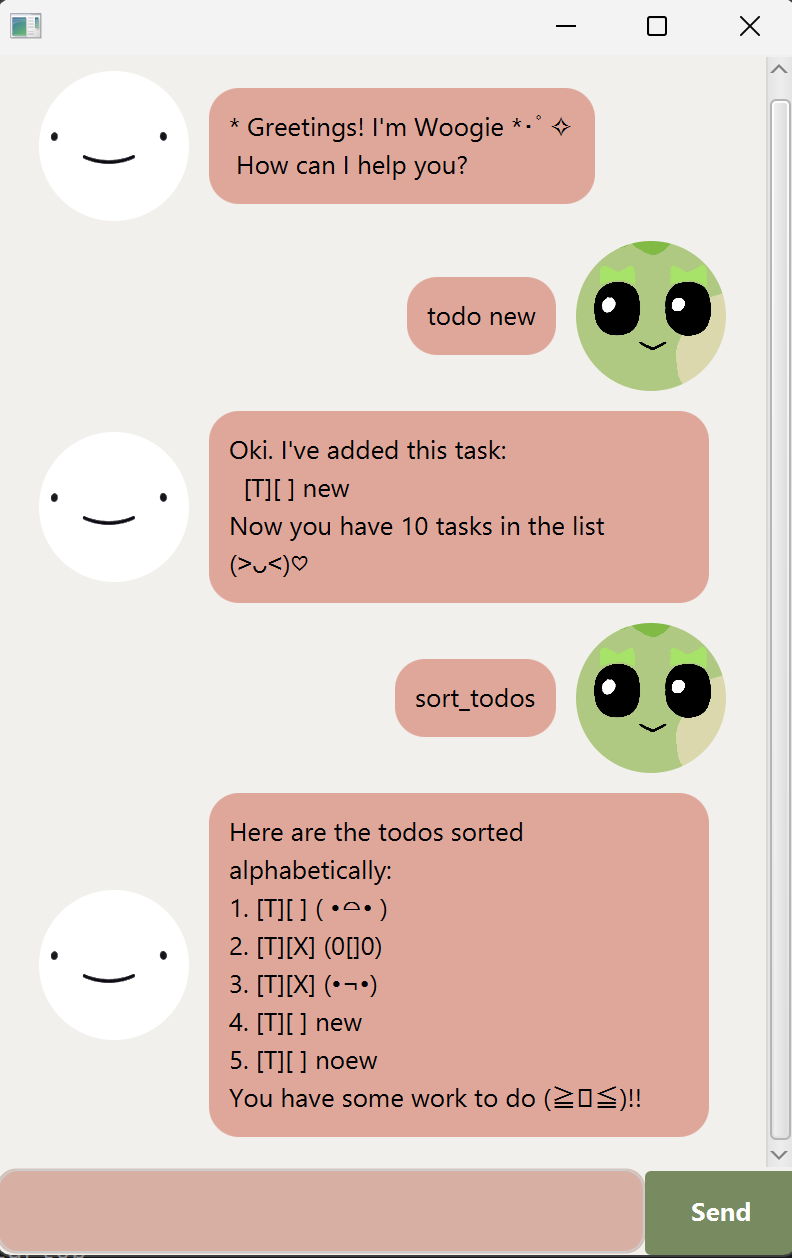 * Greetings! I'm Woogie *･ﾟ✧
How can I help you?
todo new
Oki. I've added this task:
[T][ ] new
Now you have 10 tasks in the list
(>ᴗ<)♡
sort_todos
Here are the todos sorted
alphabetically:
1. [T][ ] ( •⌓• )
2. [T][X] (0[]0)
3. [T][X] (•¬•)
4. [T][ ] new
5. [T][ ] noew
You have some work to do (≧▯≦)!!
Send